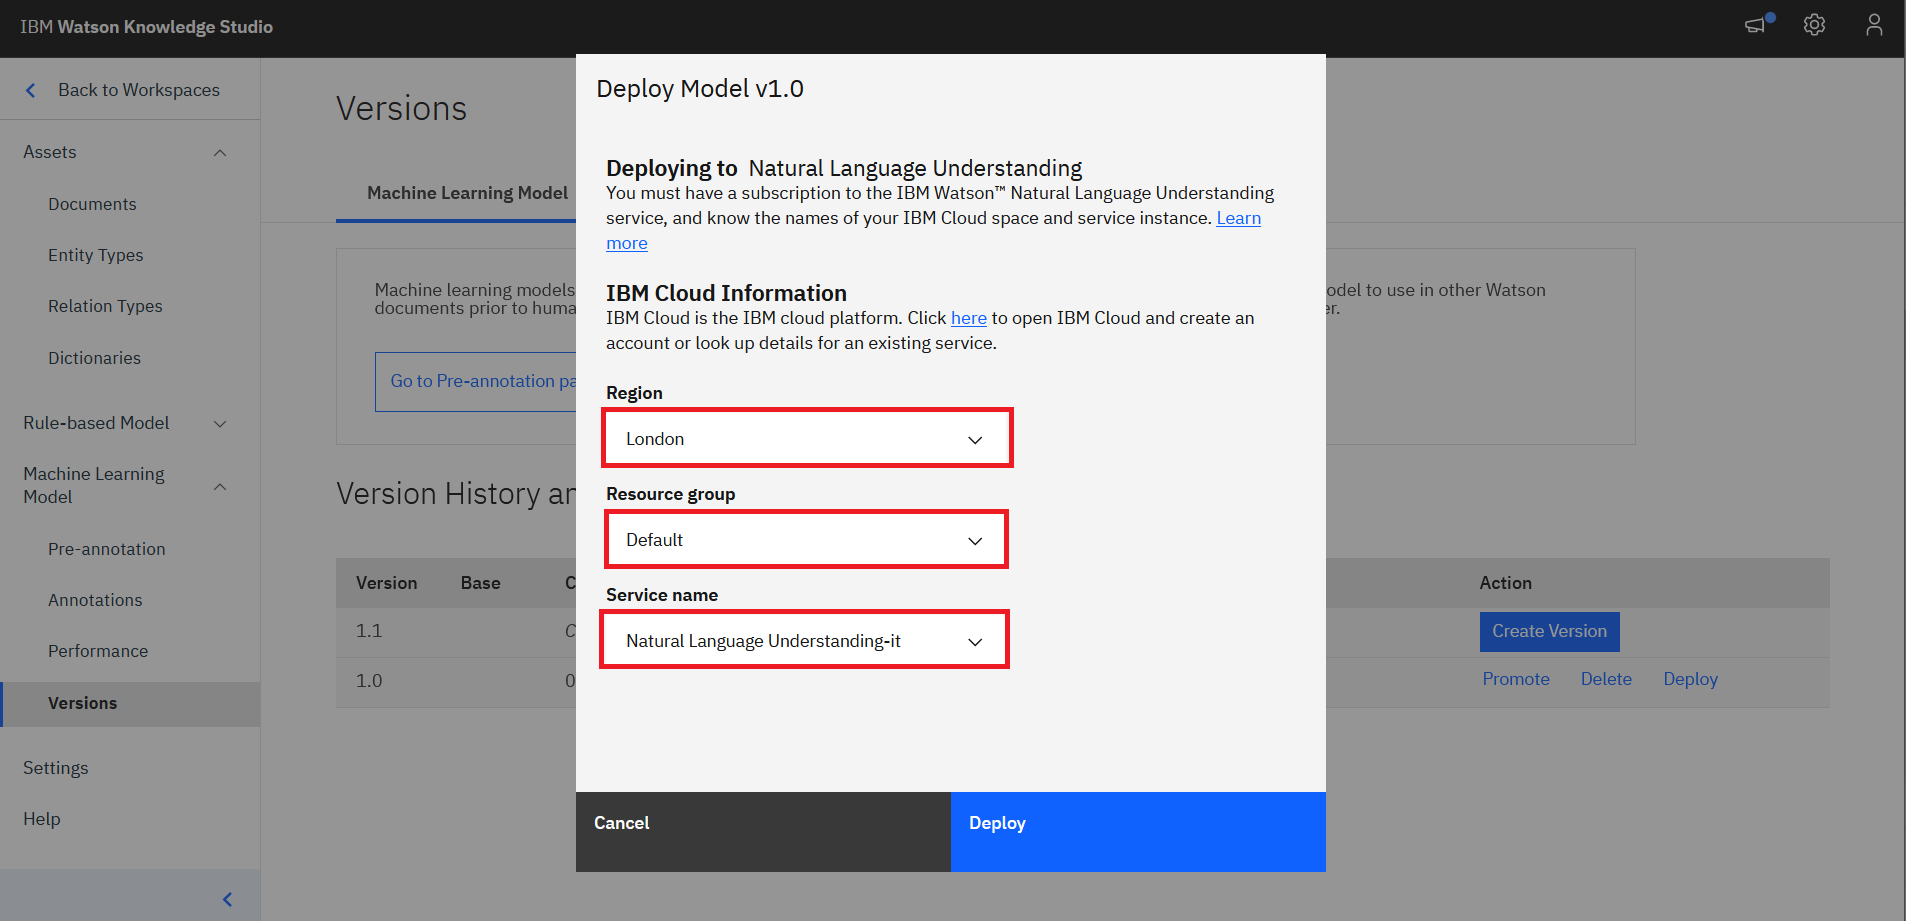 IBM Watson Knowledge Studio
Back to Workspaces
Assets
Documents
Entity Types
Relation Types
Dictionaries
Rule-based Model
Machine Learning
Model
Pre-annotation
Annotations
Performance
Versions
Settings
Help
Versions
Machine Learning Model
Machine learning models
documents prior to
odel to use in other Watson
Go to Pre-annotation
Version History
Version Base
Action
1.1
Create Version
1.0
Promote Delete Deploy
Deploy Model v1.0
Deploying to Natural Language Understanding
You must have a subscription to the IBM Watson™ Natural Language Understanding
service, and know the names of your IBM Cloud space and service instance. Learn
more
IBM Cloud Information
IBM Cloud is the IBM cloud platform. Click here to open IBM Cloud and create an
account or look up details for an existing service.
Region
London
Resource group
Default
Service name
Natural Language Understanding-it
Cancel
Deploy